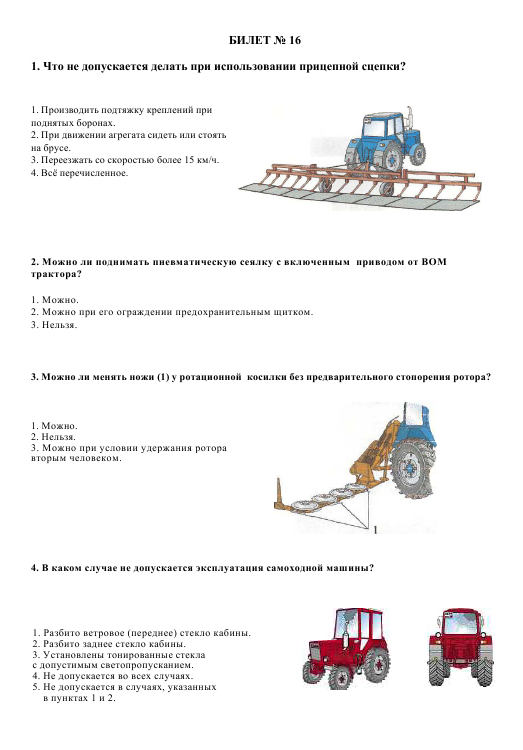 БИЛЕТ № 16
1. Что не допускается делать при использовании прицепной сцепки?
1. Производить подтяжку креплений при
поднятых боронах.
2. При движении агрегата сидеть или стоять
на брусе.
3. Переезжать со скоростью более 15 км/ч.
4. Всё перечисленное.
2. Можно ли поднимать пневматическую сеялку с включенным приводом от ВОМ
трактора?
1. Можно.
2. Можно при его ограждении предохранительным щитком.
3. Нельзя.
3. Можно ли менять ножи (1) у ротационной косилки без предварительного стопорения ротора?
1. Можно.
2. Нельзя.
3. Можно при условии удержания ротора
вторым человеком.
1
4. В каком случае не допускается эксплуатация самоходной машины?
1. Разбито ветровое (переднее) стекло кабины.
2. Разбито заднее стекло кабины.
3. Установлены тонированные стекла
с допустимым светопропусканием.
4. Не допускается во всех случаях.
5. Не допускается в случаях, указанных
в пунктах 1 и 2.